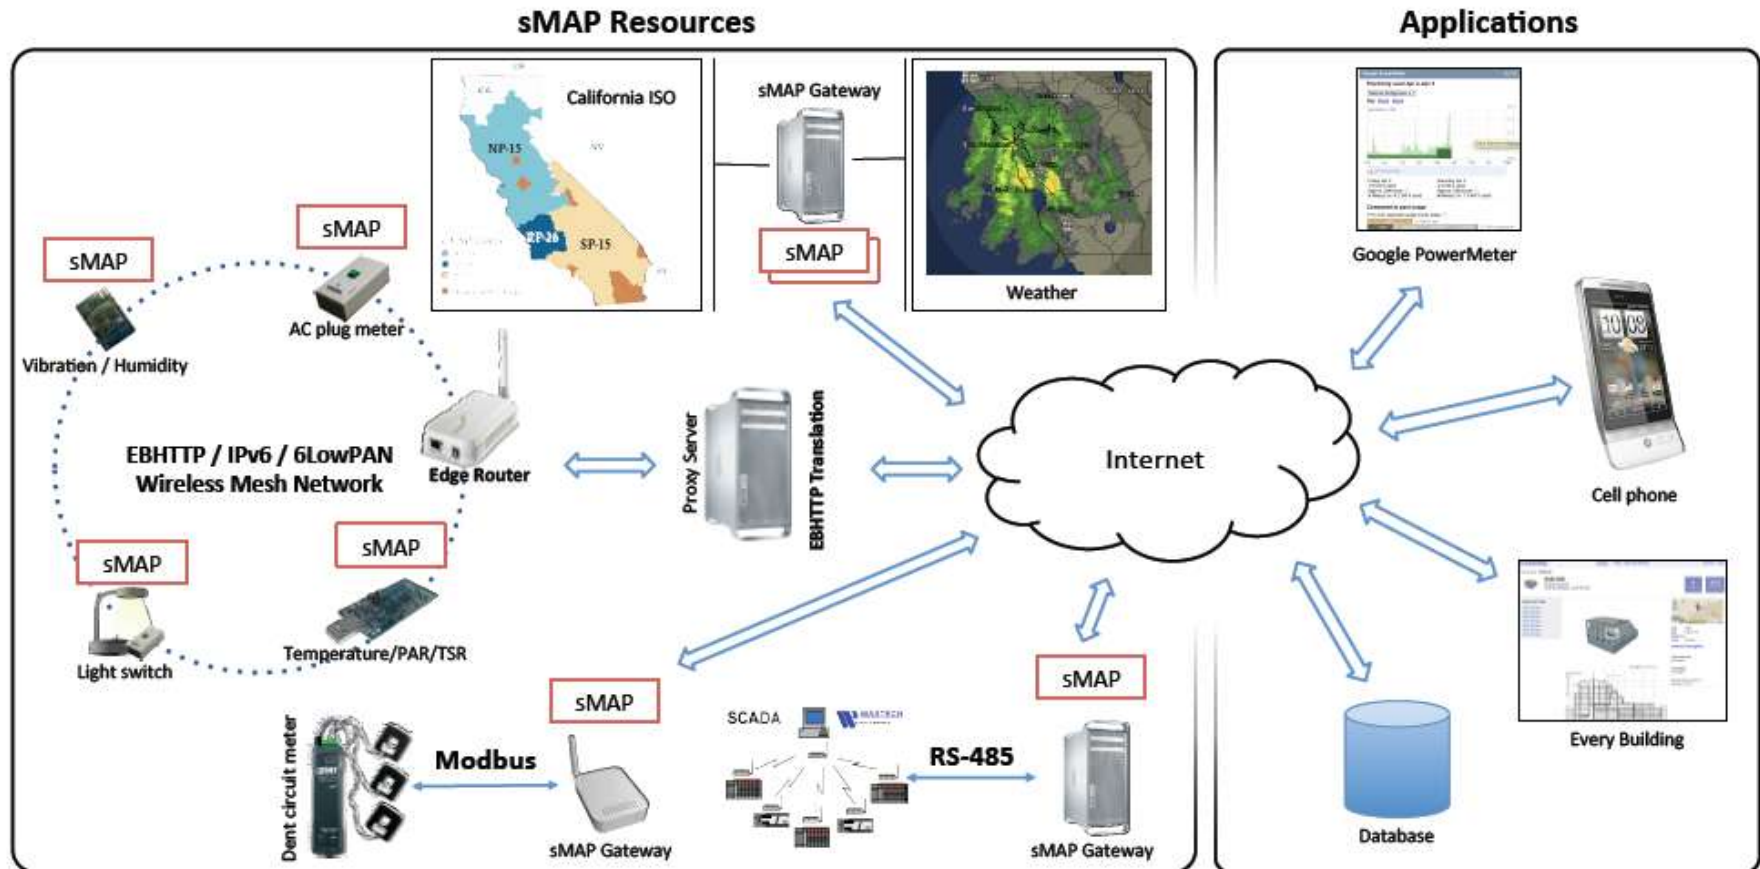 sMAP Resources
Applications
California ISO
NP-15
SP-15
NV
sMAP Gateway
sMAP
Weather
Google PowerMeter
sMAP
AC plug meter
sMAP
Vibration / Humidity
EBHTTP / IPv6 / 6LowPAN
Wireless Mesh Network
Edge Router
Proxy Server
EBHTTP Translation
Internet
10 08
Cell phone
sMAP
Light switch
sMAP
Temperature/PAR/TSR
Every Building
Dent circuit meter
Modbus
sMAP
sMAP Gateway
SCADA
RS-485
sMAP
sMAP Gateway
Database